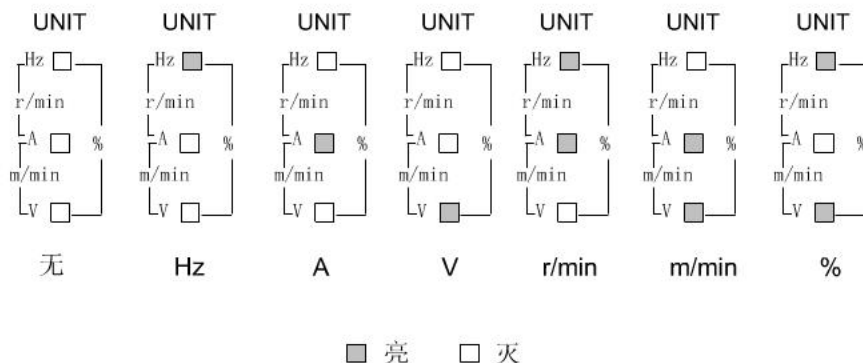 UNIT UNIT UNIT UNIT UNIT UNIT UNIT
Hz Hz Hz Hz Hz Hz Hz
r/min r/min r/min r/min r/min r/min r/min
A % A % A % A % A % A % A %
m/min m/min m/min m/min m/min m/min m/min
V V V V V V V
无 Hz A V r/min m/min %
亮 灭